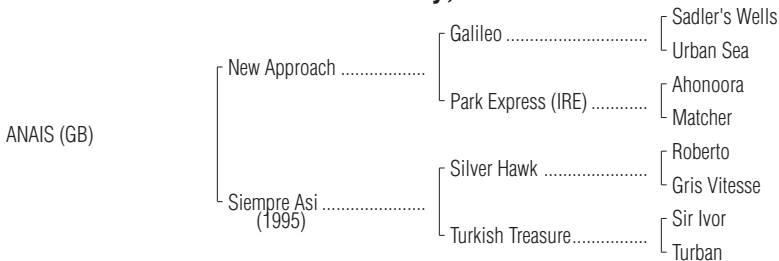 Sadler's Wells
Galileo ..............................
Urban Sea
New Approach ..................
Ahonoora
Park Express (IRE) ............
Matcher
ANAIS (GB)
Roberto
Silver Hawk ......................
Gris Vitesse
Siempre Asi ......................
(1995)
Sir Ivor
Turkish Treasure................
Turban